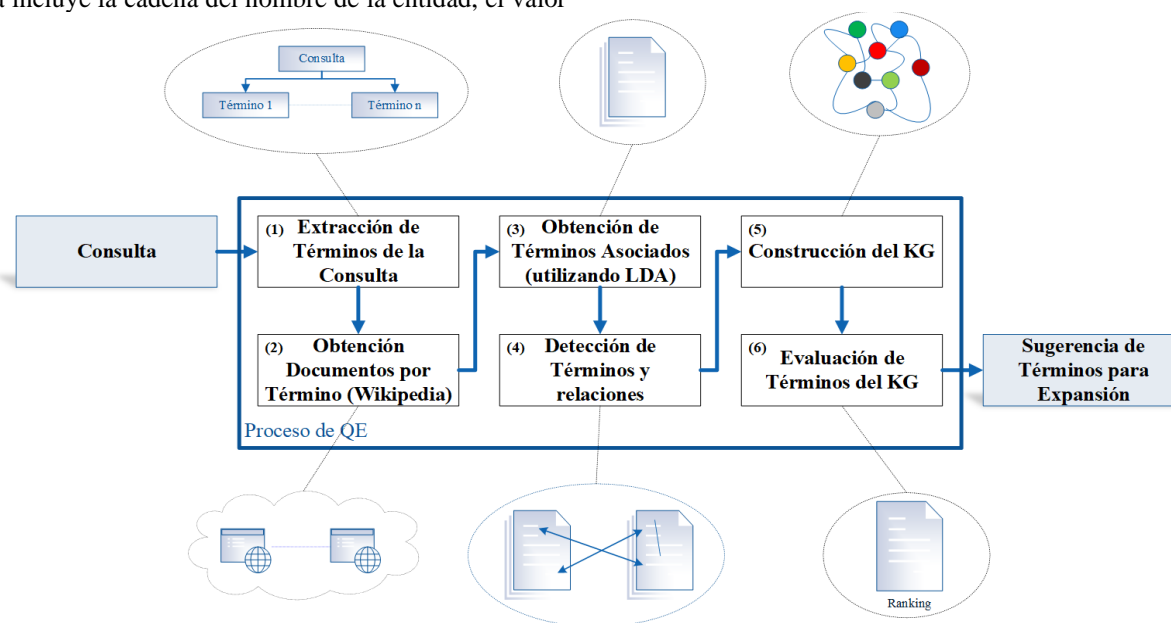 incluye la cadena del nombre de la entidad, el valor
Consulta
Término 1
Término n
Consulta
(1) Extracción de
Términos de la
Consulta
(2) Obtención
Documentos por
Término (Wikipedia)
(3) Obtención de
Términos Asociados
(utilizando LDA)
(4) Detección de
Términos y
relaciones
(5)
Construcción del KG
(6) Evaluación de
Términos del KG
Sugerencia de
Términos para
Expansión
Proceso de QE
Ranking